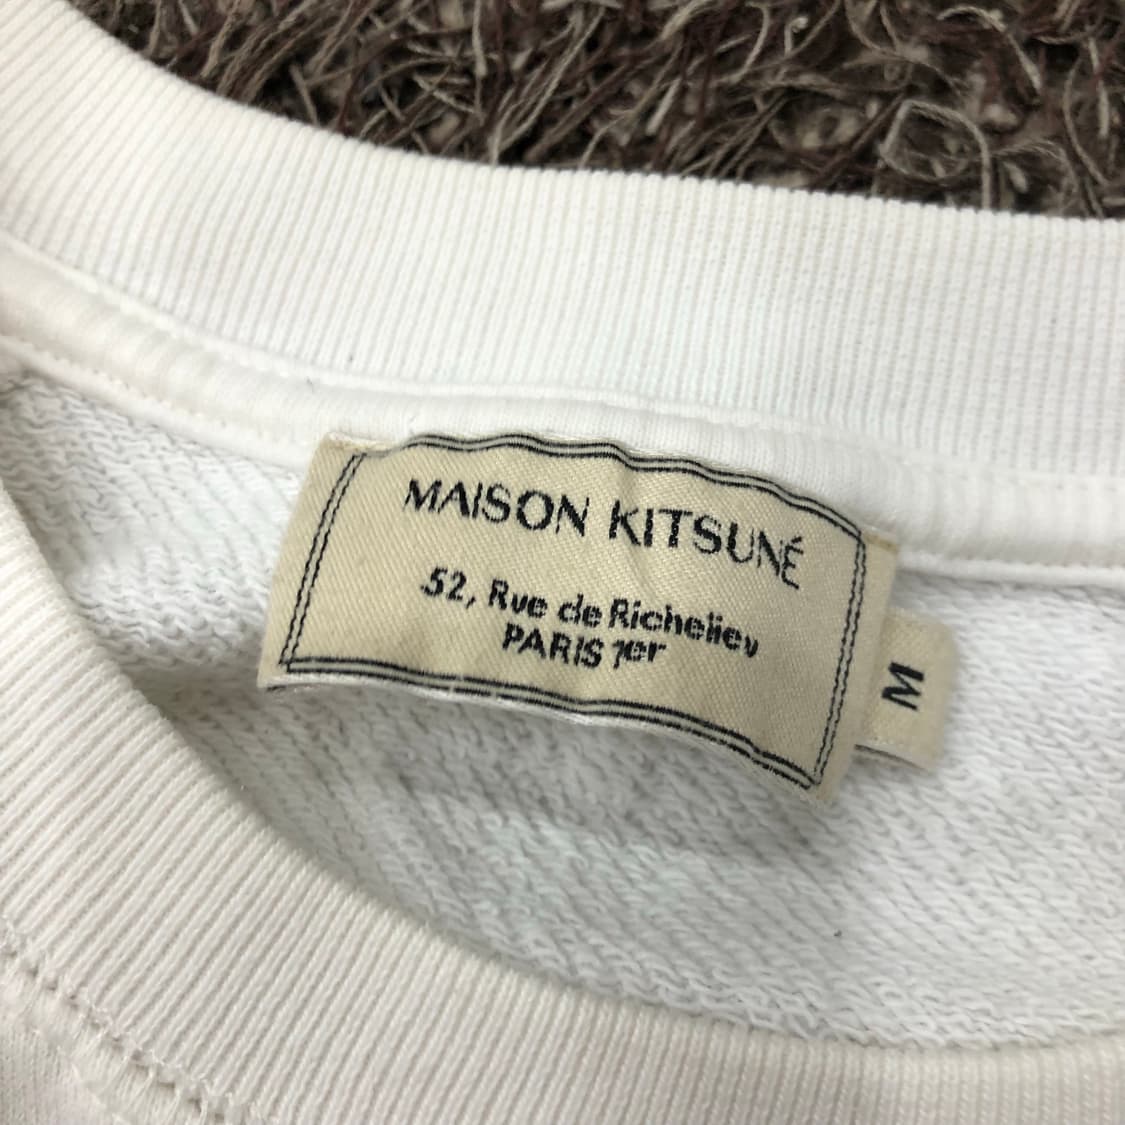 MAISON KITSUNÉ
52, Rue de Richelieu
PARIS 1er
M